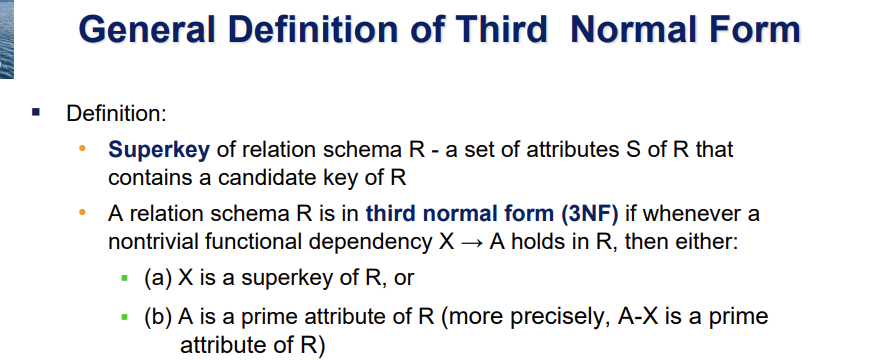 General Definition of Third Normal Form
▪ Definition:
• Superkey of relation schema R - a set of attributes S of R that
contains a candidate key of R
• A relation schema R is in third normal form (3NF) if whenever a
nontrivial functional dependency X → A holds in R, then either:
▪ (a) X is a superkey of R, or
▪ (b) A is a prime attribute of R (more precisely, A-X is a prime
attribute of R)